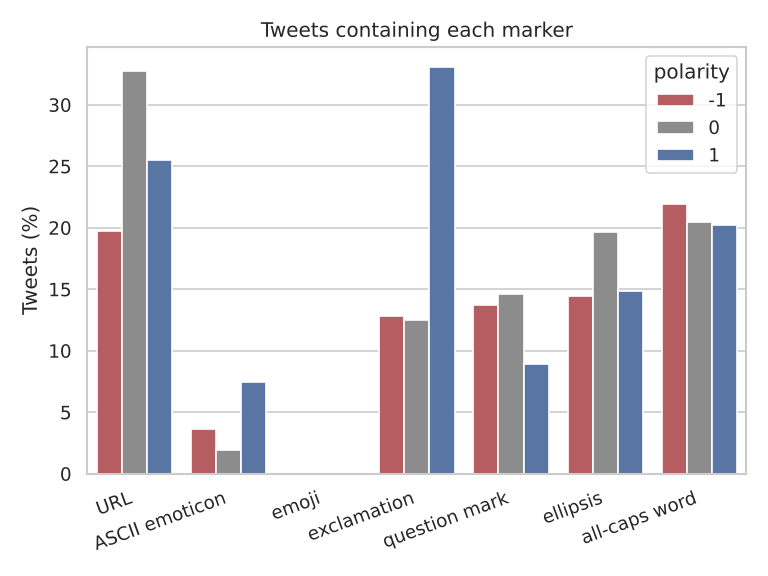 Tweets containing each marker
polarity
-1
0
1
Tweets (%)
30
25
20
15
10
5
0
URL
ASCII emoticon
emoji
exclamation
question mark
ellipsis
all-caps word